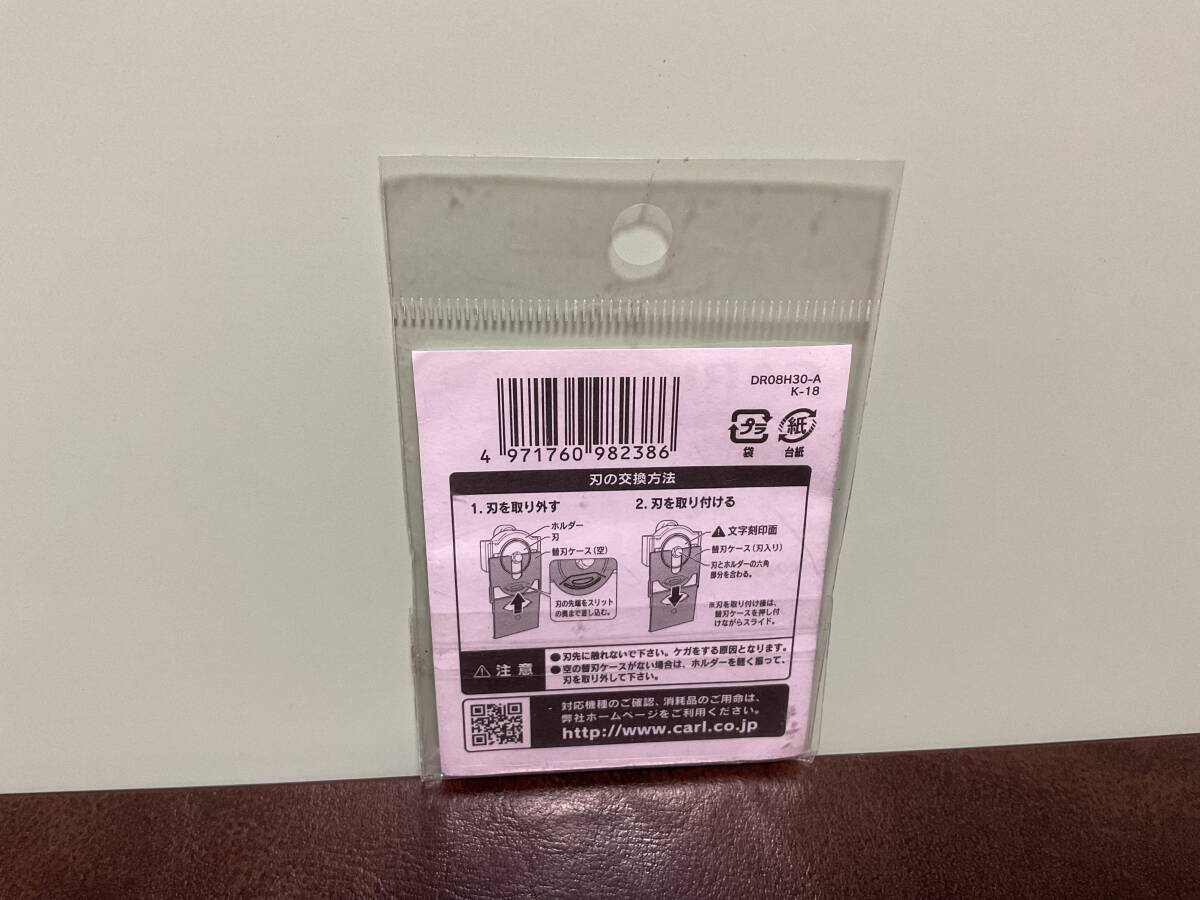 DR08H30-A
K-18
4 971760 982386
プラ
紙
袋
台紙
刃の交換方法
1. 刃を取り外す
ホルダー
刃
替刃ケース(空)
刃の先端をスリット
の奥まで差し込む。
2. 刃を取り付ける
文字刻印面
替刃ケース(刃入り)
刃とホルダーの六角
部分を合わる。
※刃を取り付け後は、
替刃ケースを押し付
けながらスライド。
注意
●刃先に触れないで下さい。ケガをする原因となります。
●空の替刃ケースがない場合は、ホルダーを軽く振って、
刃を取り外して下さい。
対応機種のご確認、消耗品のご用命は、
弊社ホームページをご利用ください。
http://www.carl.co.jp